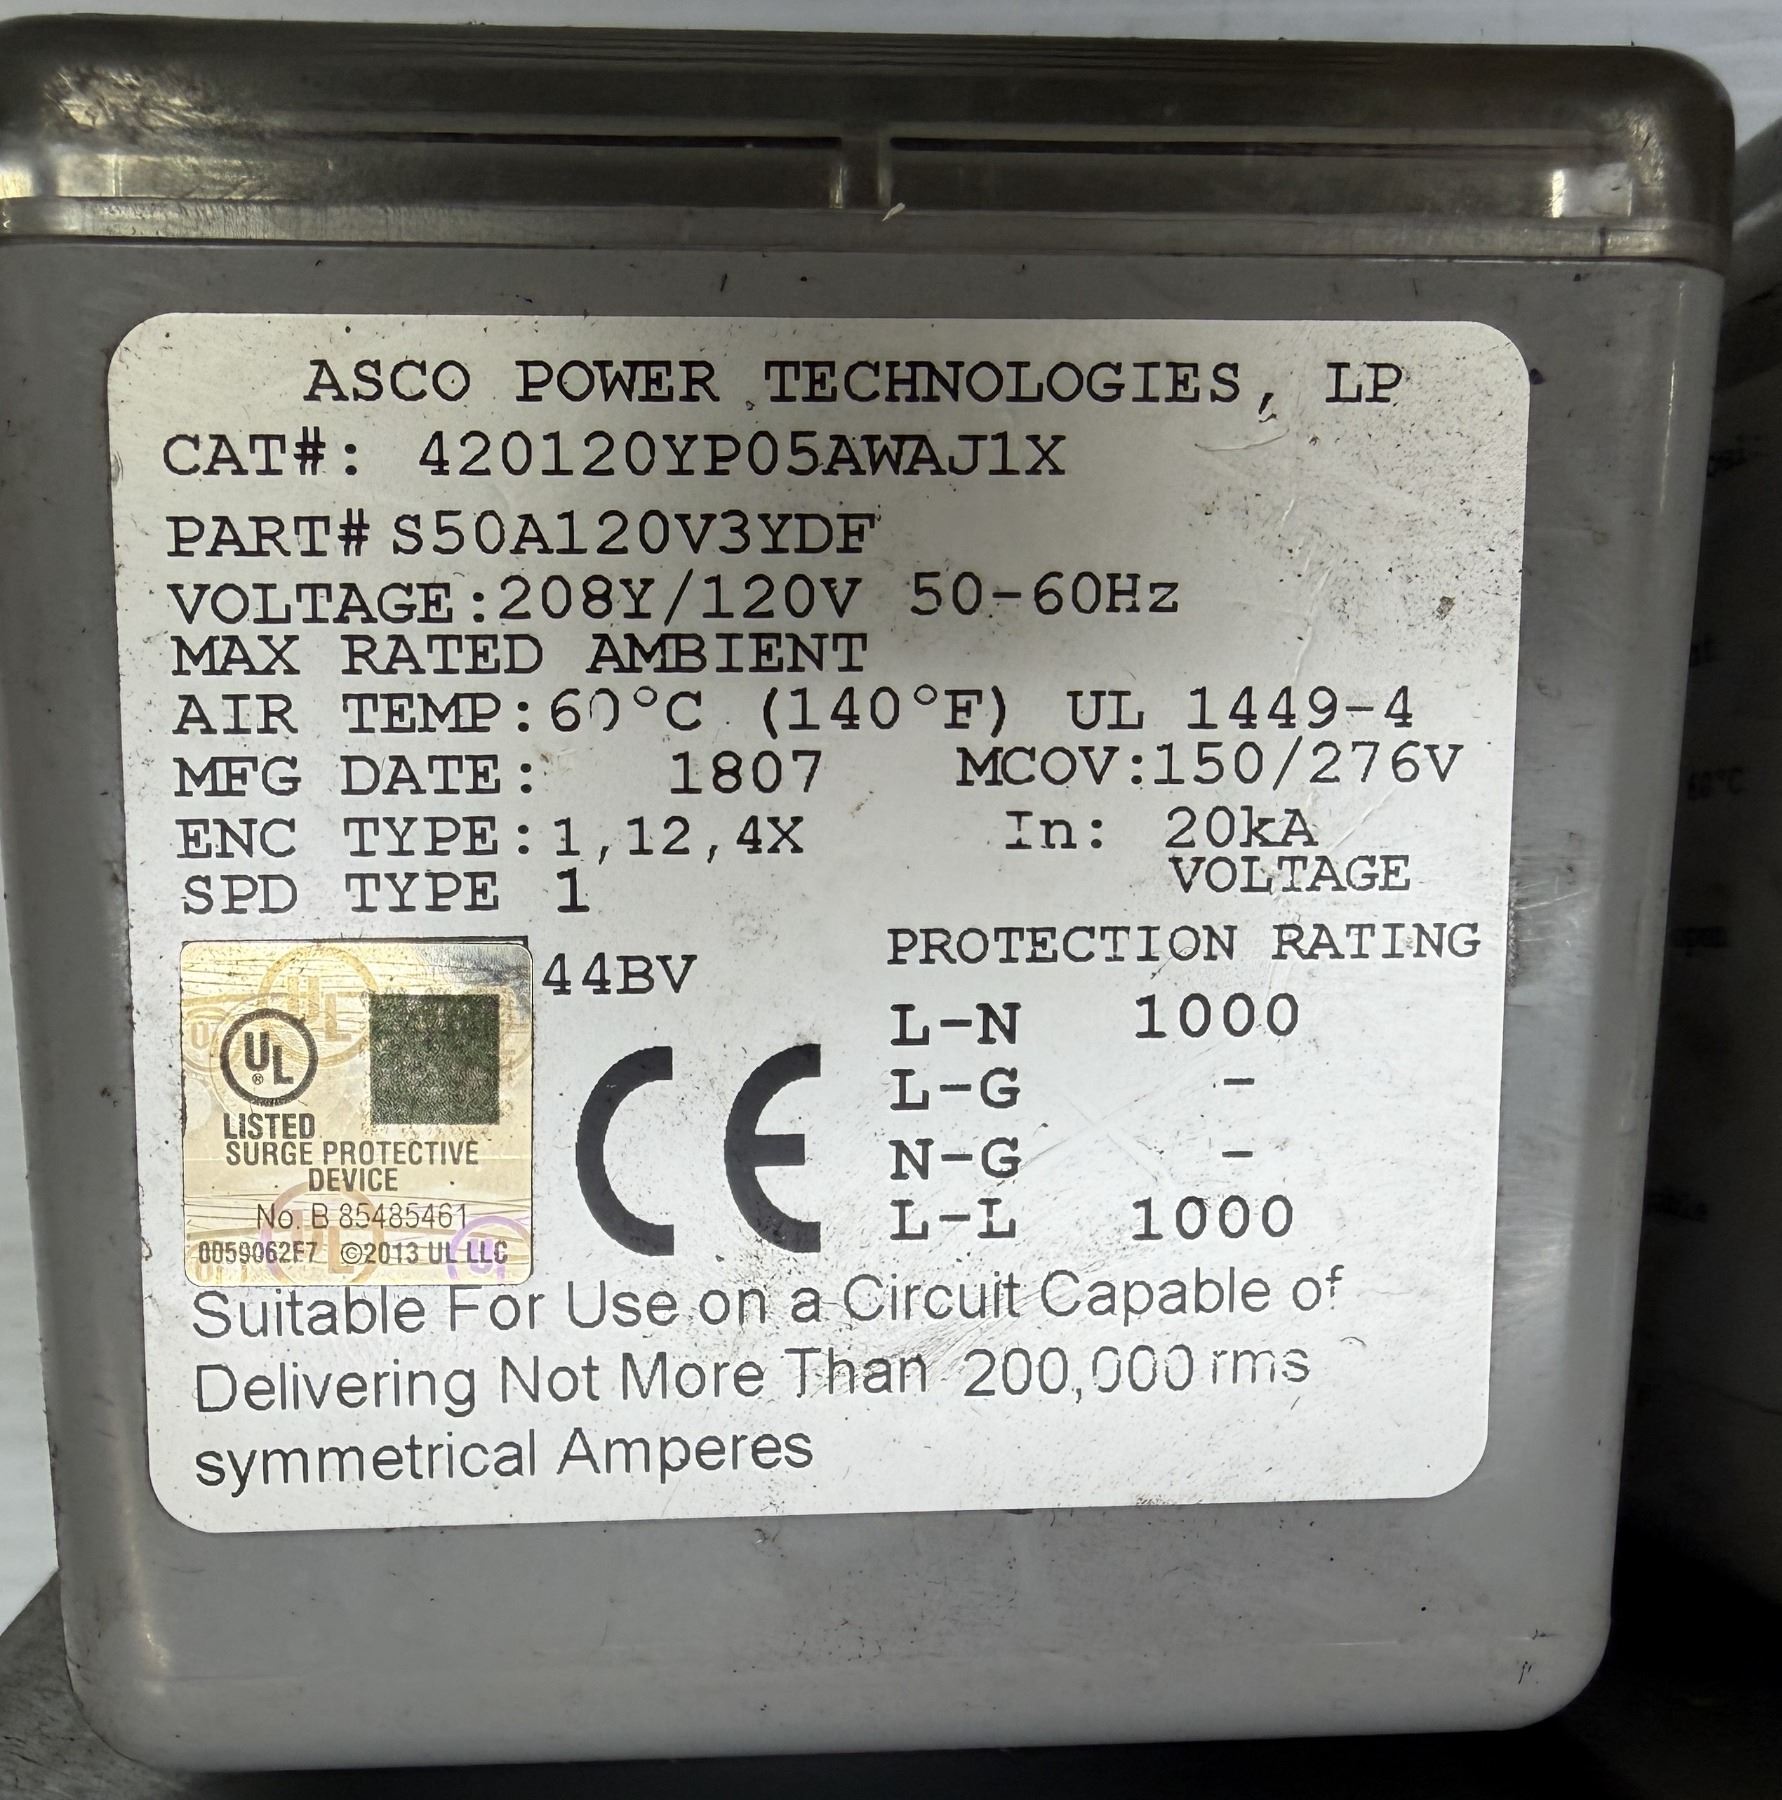 ASCO POWER TECHNOLOGIES, LP
CAT#: 420120YP05AWAJ1X
PART# S50A120V3YDF
VOLTAGE:208Y/120V 50-60Hz
MAX RATED AMBIENT
AIR TEMP:60°C (140°F) UL 1449-4
MFG DATE: 1807 MCOV:150/276V
ENC TYPE:1,12,4X In: 20kA
SPD TYPE 1
VOLTAGE
PROTECTION RATING
44BV
L-N 1000
L-G -
N-G -
L-L 1000
UL
®
LISTED
SURGE PROTECTIVE
DEVICE
No. B 85485461
0059062F7 ©2013 UL LLC
CE
Suitable For Use on a Circuit Capable of
Delivering Not More Than 200,000 rms
symmetrical Amperes